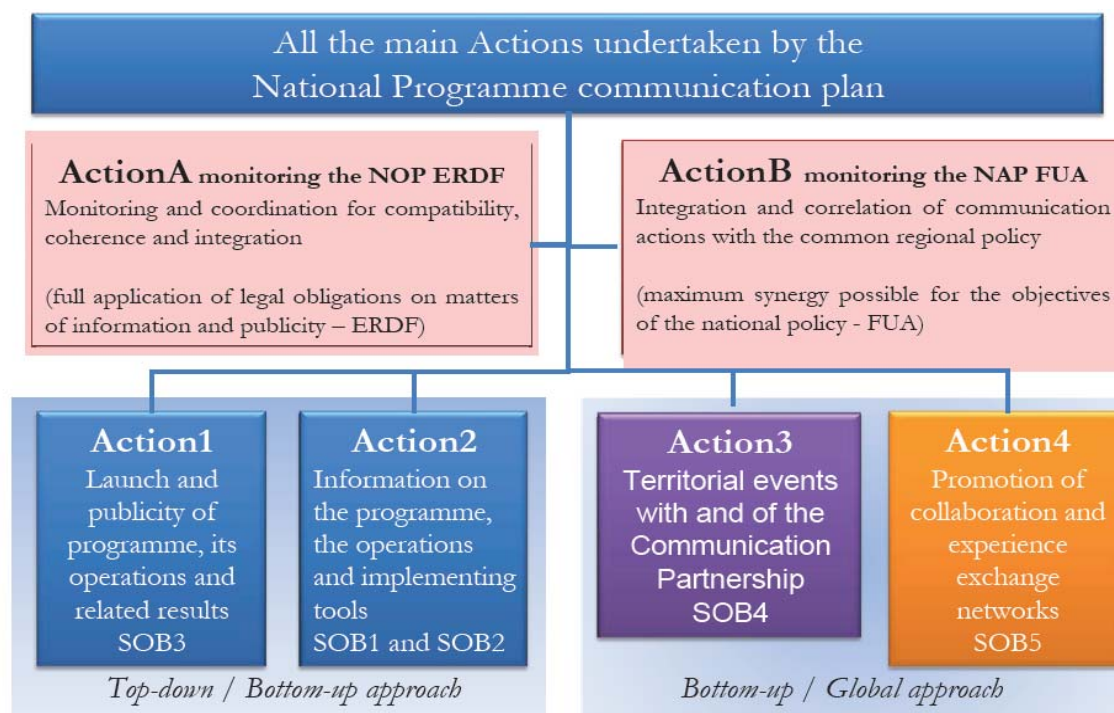 All the main Actions undertaken by the
National Programme communication plan
ActionA monitoring the NOP ERDF
Monitoring and coordination for compatibility,
coherence and integration
(full application of legal obligations on matters
of information and publicity – ERDF)
ActionB monitoring the NAP FUA
Integration and correlation of communication
actions with the common regional policy
(maximum synergy possible for the objectives
of the national policy - FUA)
Action1
Launch and
publicity of
programme, its
operations and
related results
SOB3
Action2
Information on
the programme,
the operations
and implementing
tools
SOB1 and SOB2
Top-down / Bottom-up approach
Action3
Territorial events
with and of the
Communication
Partnership
SOB4
Action4
Promotion of
collaboration and
experience
exchange
networks
SOB5
Bottom-up / Global approach